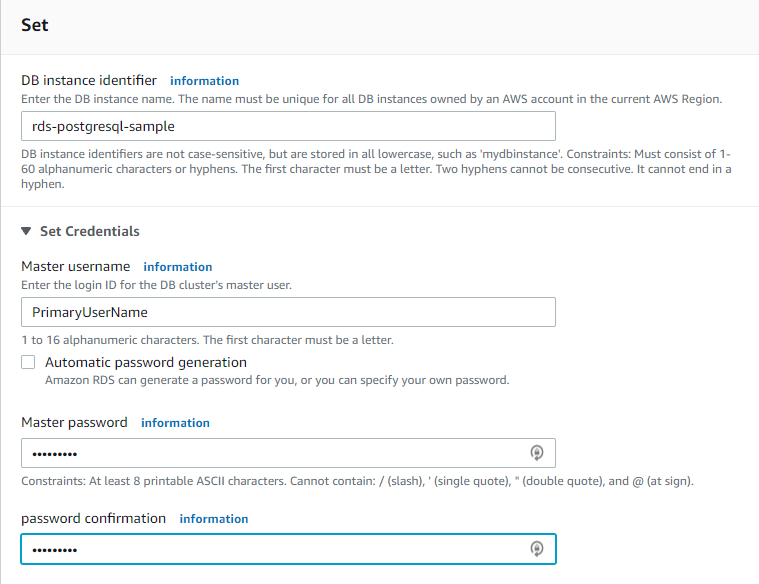 Set
DB instance identifier information
Enter the DB instance name. The name must be unique for all DB instances owned by an AWS account in the current AWS Region.
rds-postgresql-sample
DB instance identifiers are not case-sensitive, but are stored in all lowercase, such as 'mydbinstance'. Constraints: Must consist of 1-
60 alphanumeric characters or hyphens. The first character must be a letter. Two hyphens cannot be consecutive. It cannot end in a
hyphen.
Set Credentials
Master username information
Enter the login ID for the DB cluster's master user.
PrimaryUserName
1 to 16 alphanumeric characters. The first character must be a letter.
Automatic password generation
Amazon RDS can generate a password for you, or you can specify your own password.
Master password information
•••••••••
Constraints: At least 8 printable ASCII characters. Cannot contain: / (slash), ' (single quote), " (double quote), and @ (at sign).
password confirmation information
•••••••••